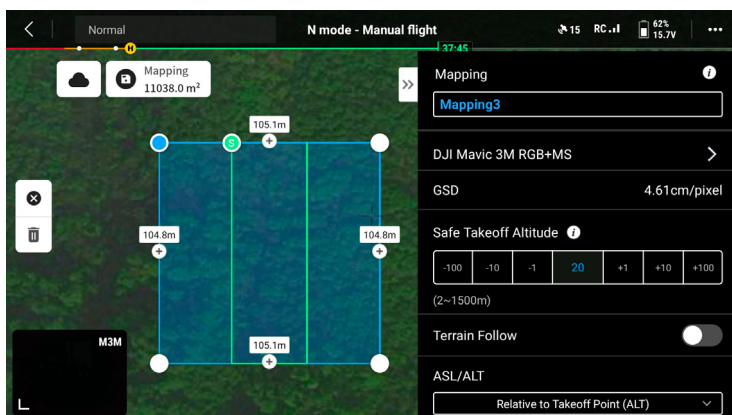 Normal
N mode - Manual flight
15
RC
62%
15.7V
H
37:45
Mapping
11038.0 m²
Mapping
Mapping3
105.1m
S
DJI Mavic 3M RGB+MS
GSD
4.61cm/pixel
Safe Takeoff Altitude
104.8m
104.8m
-100
-10
-1
20
+1
+10
+100
(2~1500m)
M3M
105.1m
Terrain Follow
ASL/ALT
Relative to Takeoff Point (ALT)